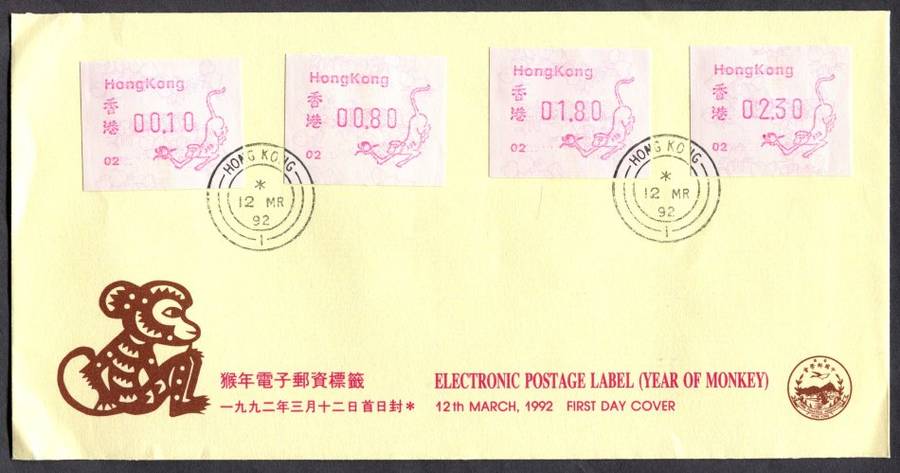 HongKong
香港
00.10
02
HongKong
香港
00.80
02
HongKong
香港
01.80
02
HongKong
香港
02.30
02
HONG KONG
*
12 MR
92
1
HONG KONG
*
12 MR
92
1
猴年電子郵資標籤
一九九二年三月十二日首日封*
ELECTRONIC POSTAGE LABEL (YEAR OF MONKEY)
12th MARCH, 1992 FIRST DAY COVER